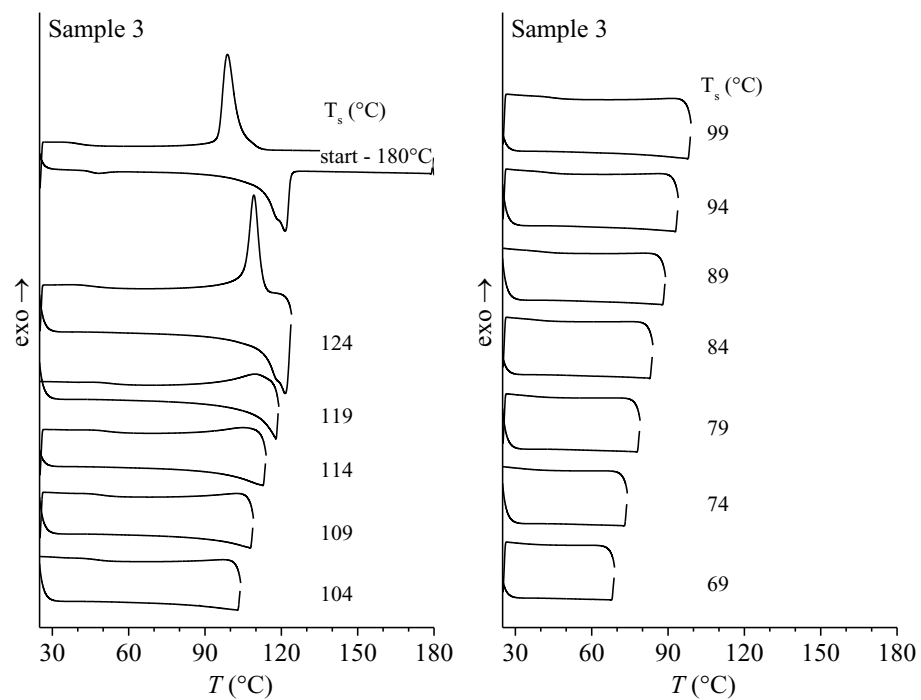 Sample 3
T_s (°C)
start - 180°C
124
119
114
109
104
exo →
30 60 90 120 150 180
T (°C)
Sample 3
T_s (°C)
99
94
89
84
79
74
69
exo →
30 60 90 120 150 180
T (°C)